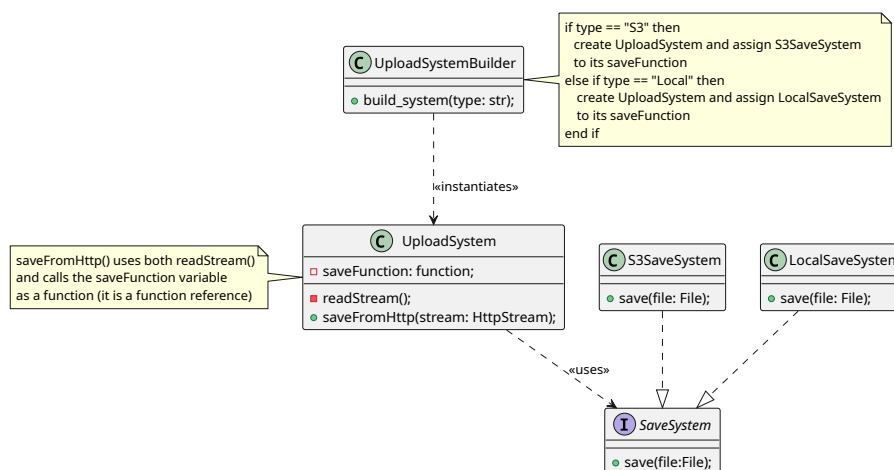 if type == "S3" then
create UploadSystem and assign S3SaveSystem
to its saveFunction
else if type == "Local" then
create UploadSystem and assign LocalSaveSystem
to its saveFunction
end if
C UploadSystemBuilder
build_system(type: str);
«instantiates»
saveFromHttp() uses both readStream()
and calls the saveFunction variable
as a function (it is a function reference)
C UploadSystem
saveFunction: function;
readStream();
saveFromHttp(stream: HttpStream);
C S3SaveSystem
save(file: File);
C LocalSaveSystem
save(file: File);
«uses»
I SaveSystem
save(file:File);